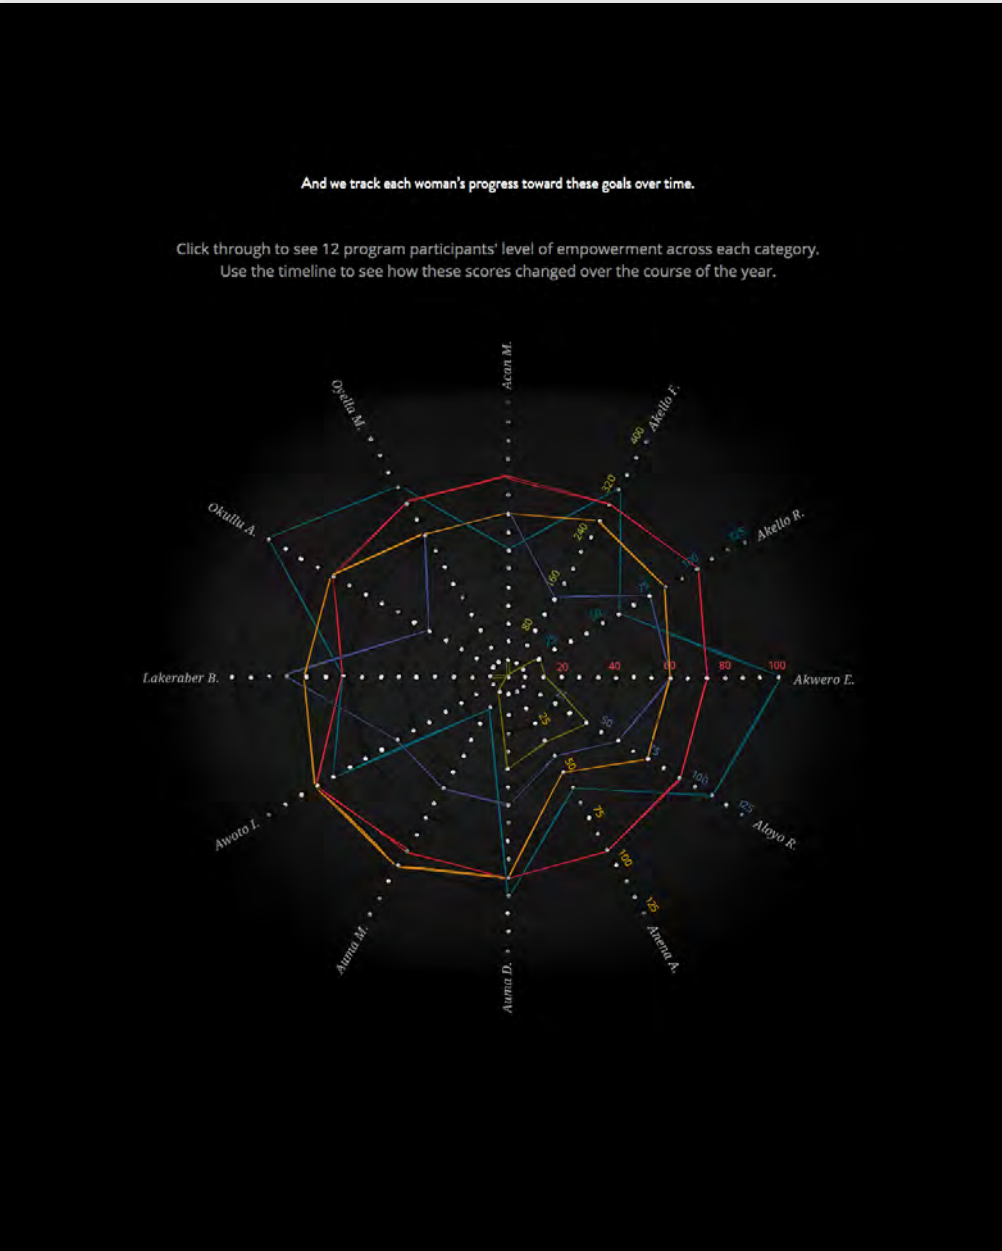 And we track each woman's progress toward these goals over time.
Click through to see 12 program participants' level of empowerment across each category.
Use the timeline to see how these scores changed over the course of the year.
Acan M.
Oyella M.
Akello F.
400
320
Okullu A.
Akello R.
125
240
100
160
75
50
80
25
20
40
60
80
100
Lakeraber B.
Akwero E.
25
50
75
50
100
75
125
Awoto I.
Aloyo R.
100
125
Auma M.
Anena A.
Auma D.